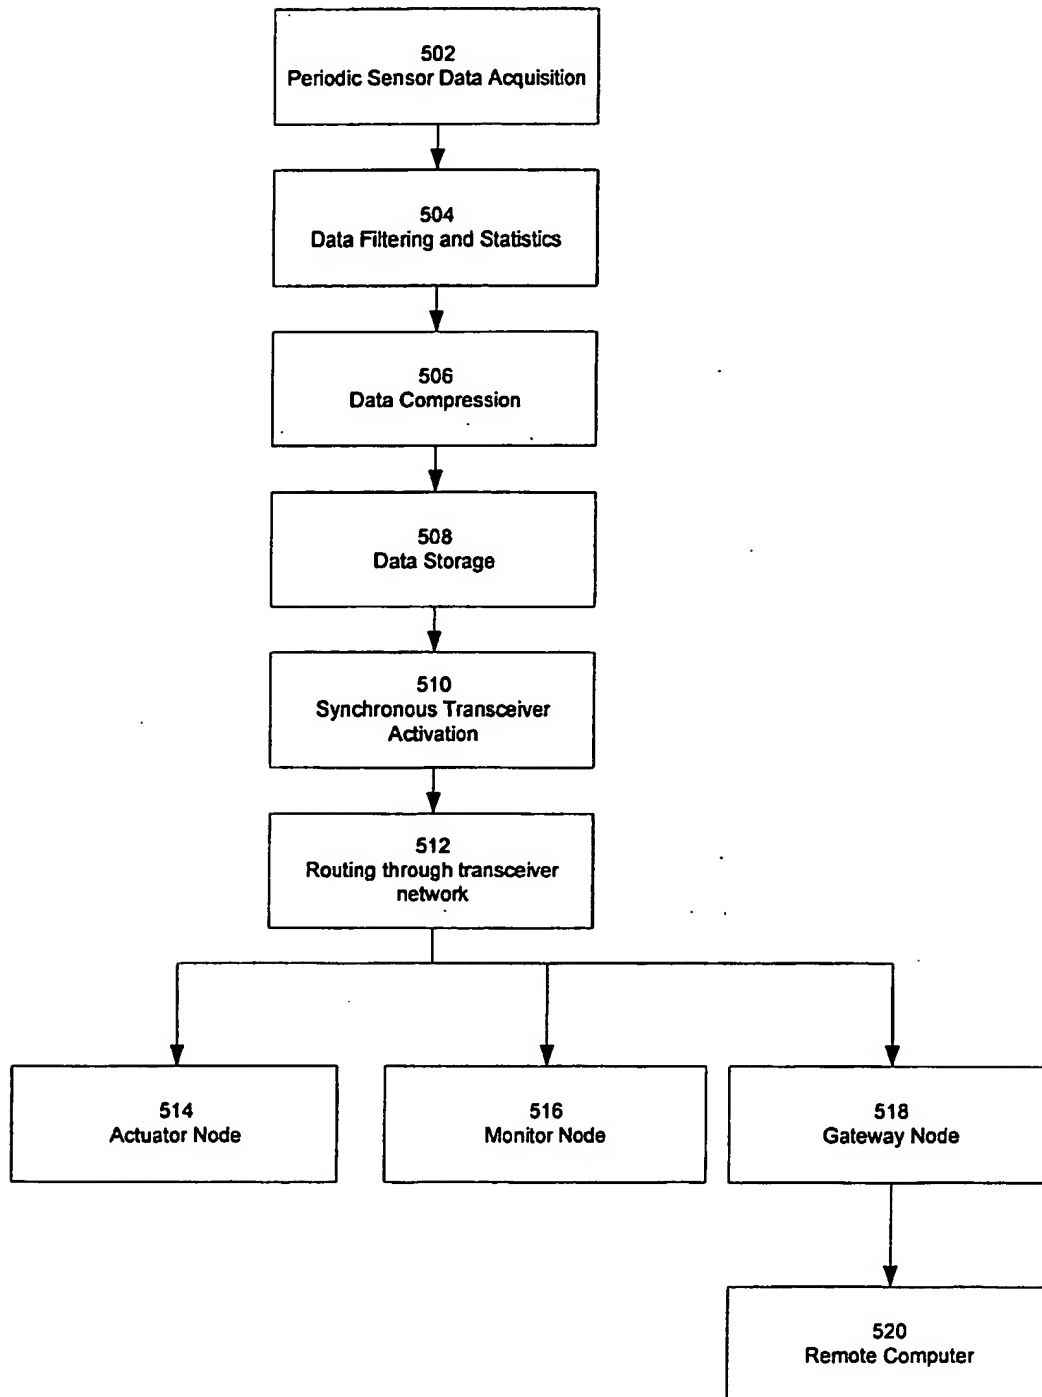 502
Periodic Sensor Data Acquisition
504
Data Filtering and Statistics
506
Data Compression
508
Data Storage
510
Synchronous Transceiver
Activation
512
Routing through transceiver
network
514
Actuator Node
516
Monitor Node
518
Gateway Node
520
Remote Computer